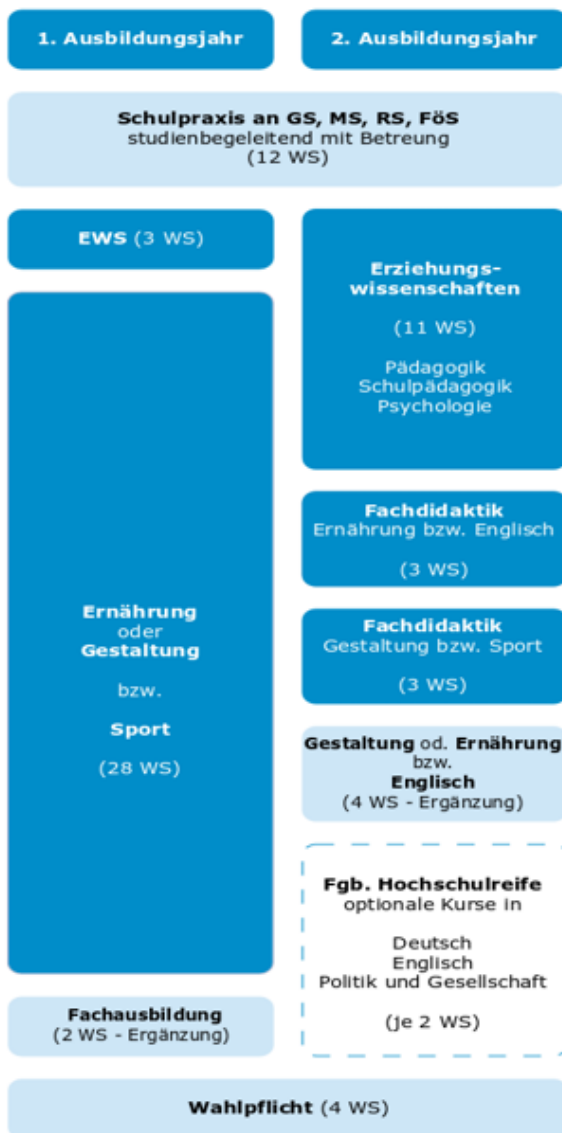 1. Ausbildungsjahr
2. Ausbildungsjahr
Schulpraxis an GS, MS, RS, FöS
studienbegeleitend mit Betreung
(12 WS)
EWS (3 WS)
Ernährung
oder
Gestaltung
bzw.
Sport
(28 WS)
Fachausbildung
(2 WS - Ergänzung)
Erziehungs-
wissenschaften
(11 WS)
Pädagogik
Schulpädagogik
Psychologie
Fachdidaktik
Ernährung bzw. Englisch
(3 WS)
Fachdidaktik
Gestaltung bzw. Sport
(3 WS)
Gestaltung od. Ernährung
bzw.
Englisch
(4 WS - Ergänzung)
Fgb. Hochschulreife
optionale Kurse in
Deutsch
Englisch
Politik und Gesellschaft
(je 2 WS)
Wahlpflicht (4 WS)